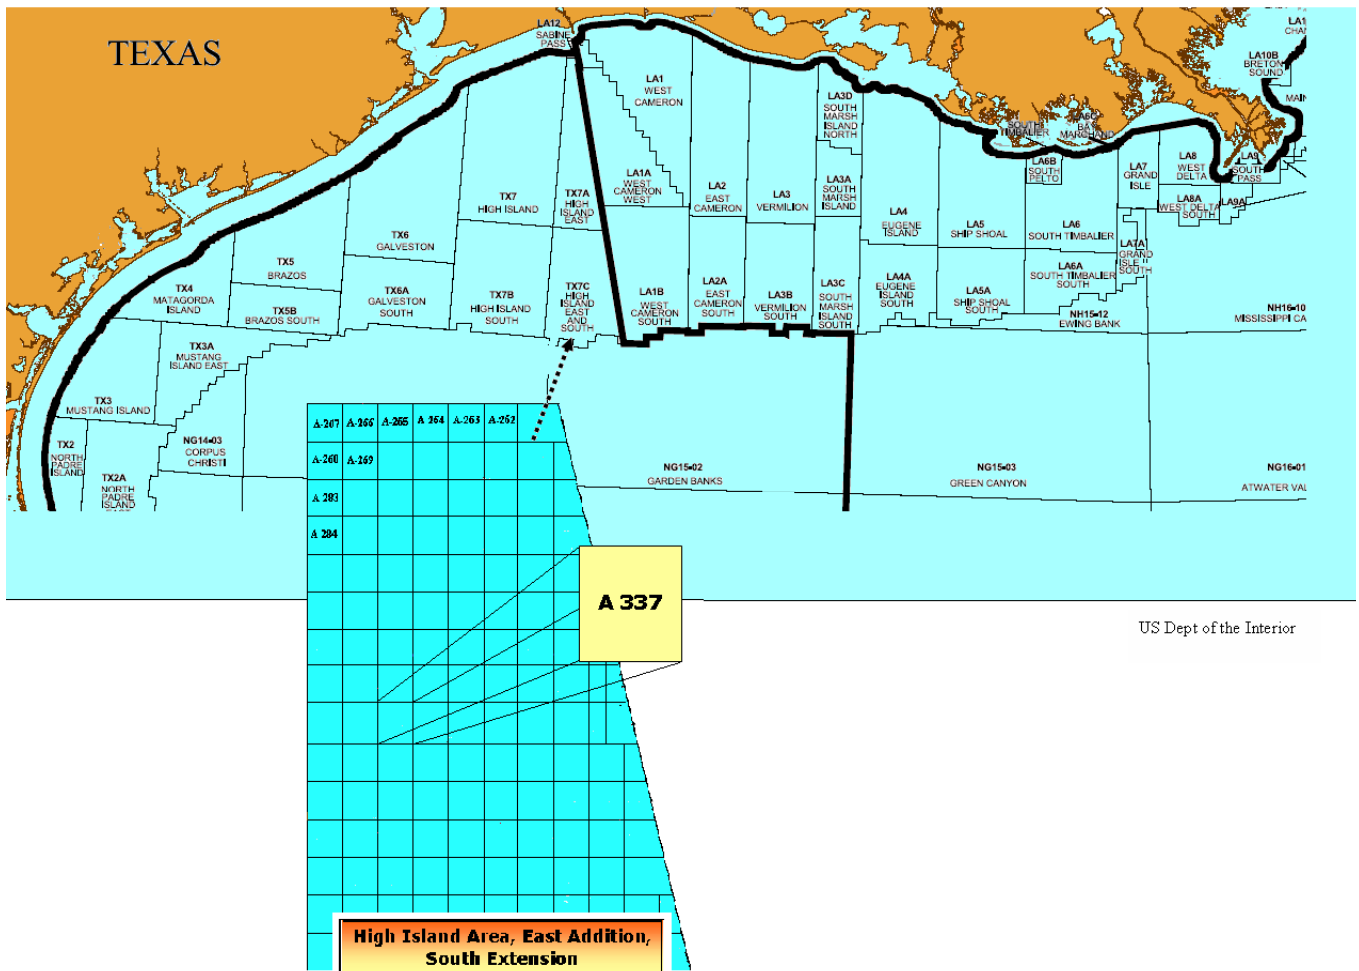 TEXAS
LA12
SABINE
PASS
LA1
WEST
CAMERON
LA3D
SOUTH
MARSH
ISLAND
NORTH
LA10B
BRETON
SOUND
SOUTH
TIMBALIER
MARCHAND
LA1A
WEST
CAMERON
WEST
TX7
HIGH ISLAND
TX7A
HIGH
ISLAND
EAST
LA2
EAST
CAMERON
LA3
VERMILION
LA3A
SOUTH
MARSH
ISLAND
LA4
EUGENE
ISLAND
LA5
SHIP SHOAL
LA6B
SOUTH
PELTO
LA6
SOUTH TIMBALIER
LA7
GRAND
ISLE
LA8
WEST
DELTA
LA9
SOUTH
PASS
LA8A
WEST DELTA
SOUTH
LA9A
LA7A
GRAND
ISLE
SOUTH
TX6
GALVESTON
TX5
BRAZOS
TX4
MATAGORDA
ISLAND
TX5B
BRAZOS SOUTH
TX6A
GALVESTON
SOUTH
TX7B
HIGH ISLAND
SOUTH
TX7C
HIGH
ISLAND
EAST
AND
SOUTH
LA1B
WEST
CAMERON
SOUTH
LA2A
EAST
CAMERON
SOUTH
LA3B
VERMILION
SOUTH
LA3C
SOUTH
MARSH
ISLAND
SOUTH
LA4A
EUGENE
ISLAND
SOUTH
LA5A
SHIP SHOAL
SOUTH
LA6A
SOUTH TIMBALIER
SOUTH
NH15-12
EWING BANK
NH16-10
MISSISSIPPI CA
TX3A
MUSTANG
ISLAND EAST
TX3
MUSTANG ISLAND
TX2
NORTH
PADRE
ISLAND
TX2A
NORTH
PADRE
ISLAND
NG14-03
CORPUS
CHRISTI
NG15-02
GARDEN BANKS
NG15-03
GREEN CANYON
NG16-01
ATWATER VAL
A-267 A-266 A-265 A-264 A-263 A-262
A-260 A-269
A 283
A 284
A 337
US Dept of the Interior
High Island Area, East Addition,
South Extension